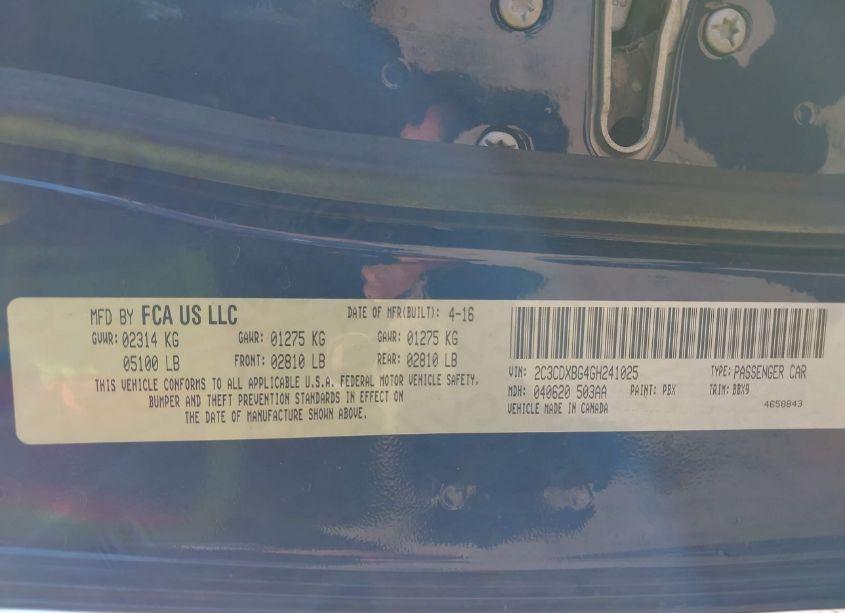 MFD BY FCA US LLC
DATE OF MFR(BUILT): 4-16
GVWR: 02314 KG GAWR: 01275 KG GAWR: 01275 KG
05100 LB FRONT: 02810 LB REAR: 02810 LB
THIS VEHICLE CONFORMS TO ALL APPLICABLE U.S.A. FEDERAL MOTOR VEHICLE SAFETY,
BUMPER AND THEFT PREVENTION STANDARDS IN EFFECT ON
THE DATE OF MANUFACTURE SHOWN ABOVE.
VIN: 2C3CDXBG4GH241025 TYPE: PASSENGER CAR
MDH: 040620 503AA PAINT: PBX TRIM: BBX9
VEHICLE MADE IN CANADA 4658843